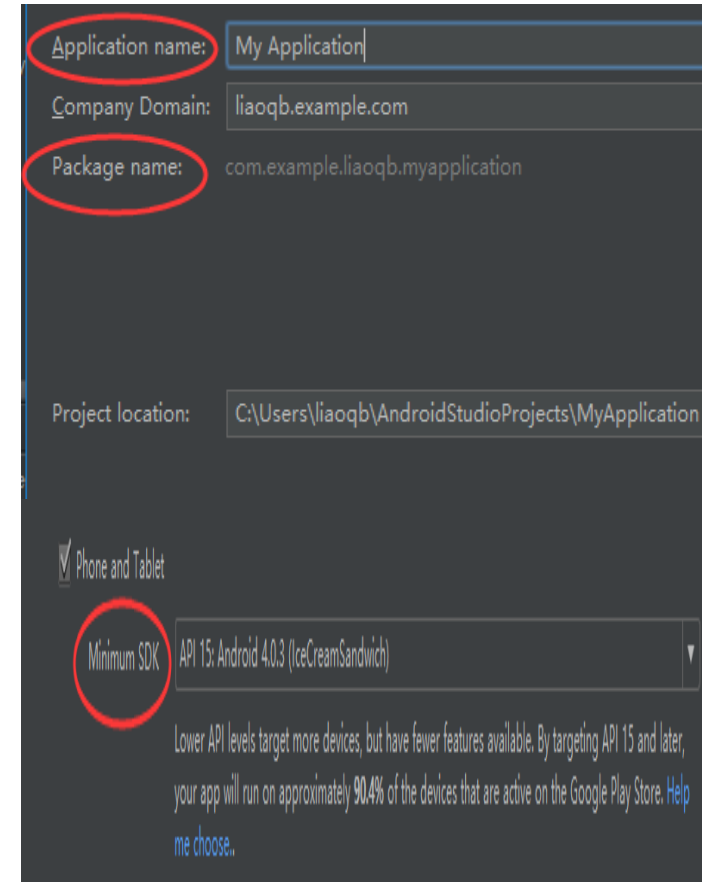 Application name: My Application
Company Domain: liaoqb.example.com
Package name: com.example.liaoqb.myapplication
Project location: C:\Users\liaoqb\AndroidStudioProjects\MyApplication
Phone and Tablet
Minimum SDK API 15: Android 4.0.3 (IceCreamSandwich)
Lower API levels target more devices, but have fewer features available. By targeting API 15 and later,
your app will run on approximately 90.4% of the devices that are active on the Google Play Store. Help
me choose..